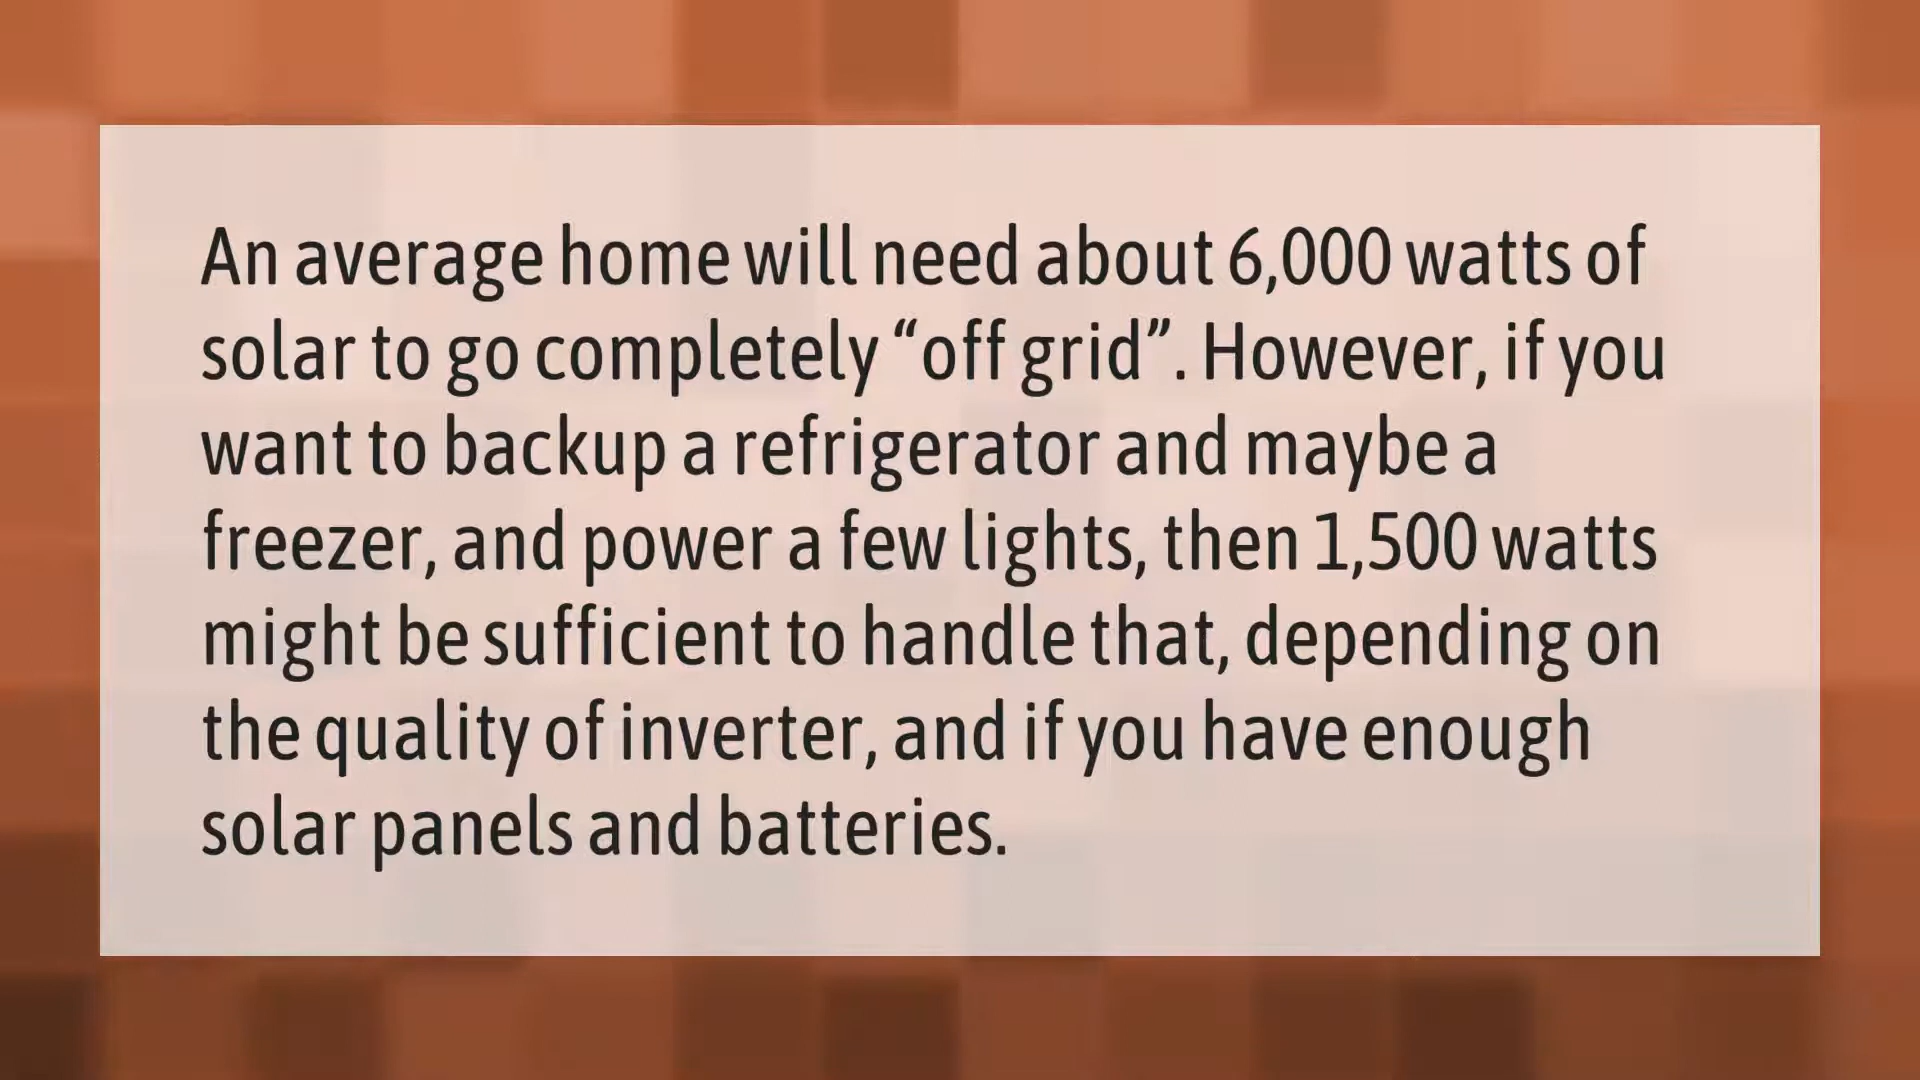 An average home will need about 6,000 watts of
solar to go completely “off grid”. However, if you
want to backup a refrigerator and maybe a
freezer, and power a few lights, then 1,500 watts
might be sufficient to handle that, depending on
the quality of inverter, and if you have enough
solar panels and batteries.